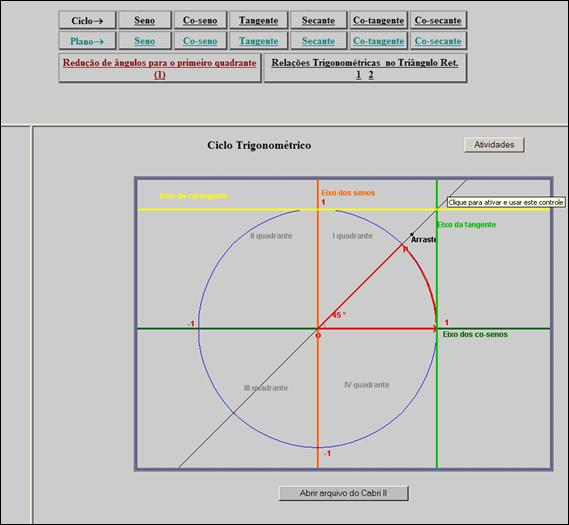 Ciclo→ Seno Co-seno Tangente Secante Co-tangente Co-secante
Plano→ Seno Co-seno Tangente Secante Co-tangente Co-secante
Redução de ângulos para o primeiro quadrante
(1)
Relações Trigonométricas no Triângulo Ret.
1 2
Ciclo Trigonométrico
Atividades
Eixo da cotangente
Eixo dos senos
1
Clique para ativar e usar este controle
Eixo da tangente
II quadrante
I quadrante
Arraste
P
45 °
-1
1
0
Eixo dos co-senos
III quadrante
IV quadrante
-1
Abrir arquivo do Cabri II